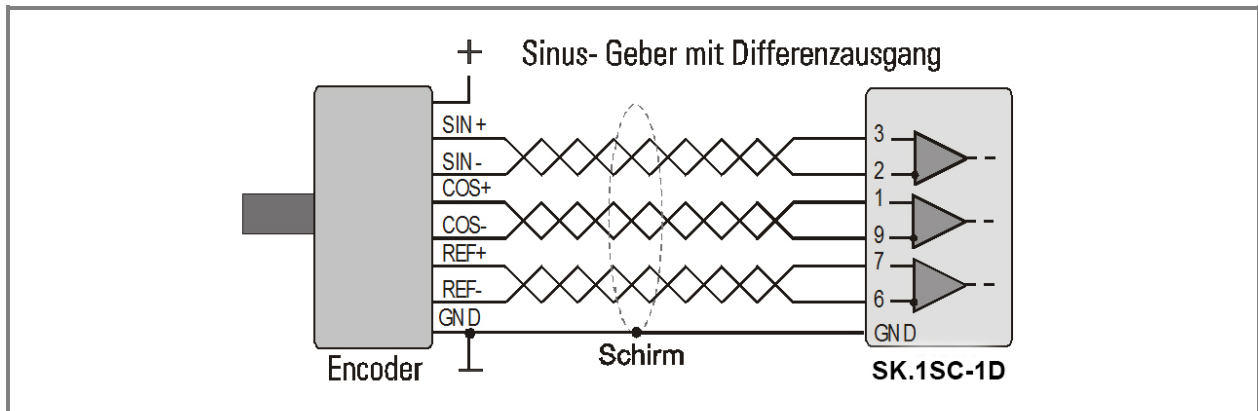 + Sinus- Geber mit Differenzausgang
SIN +
SIN -
COS+
COS-
REF+
REF-
GND
3
2
1
9
7
6
GND
Schirm
Encoder
SK.1SC-1D